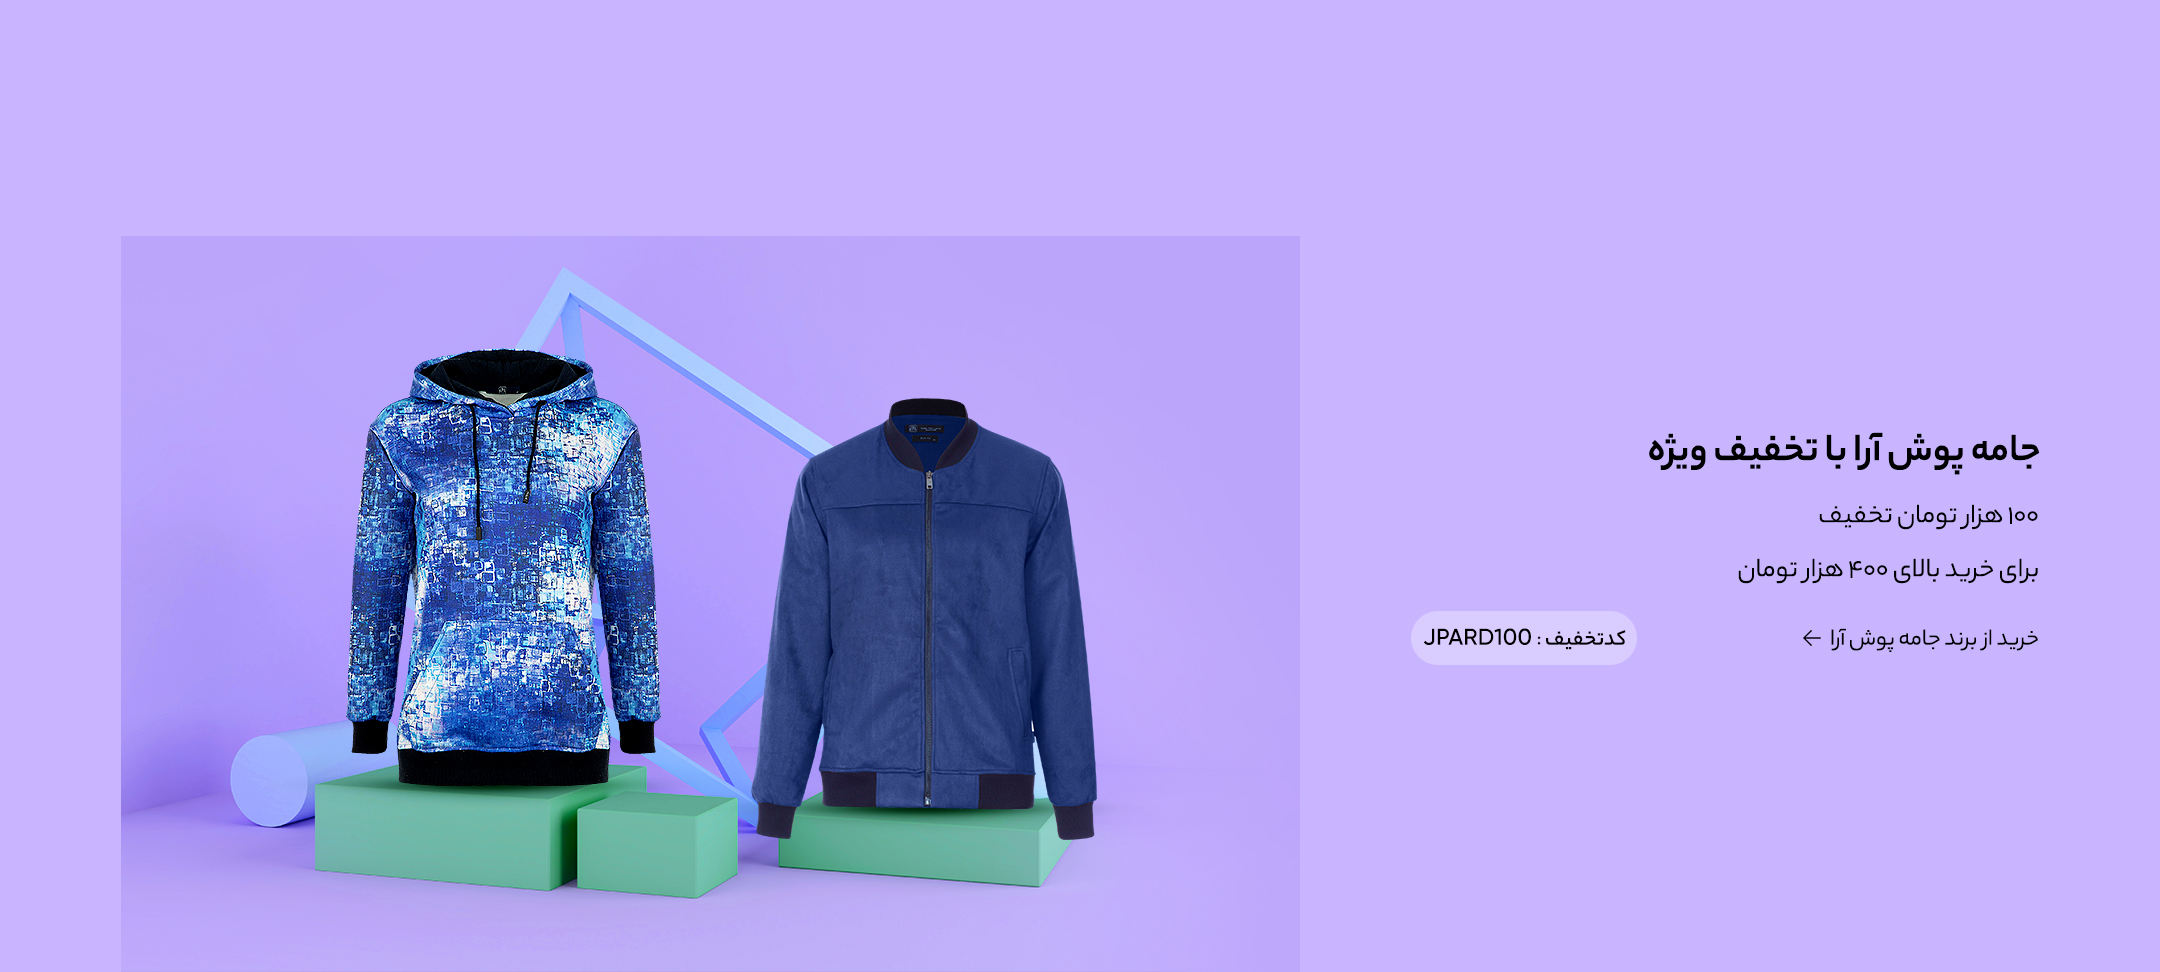 جامه پوش آرا با تخفیف ویژه
۱۰۰ هزار تومان تخفیف
برای خرید بالای ۴۰۰ هزار تومان
خرید از برند جامه پوش آرا ←
کدتخفیف : JPARD100